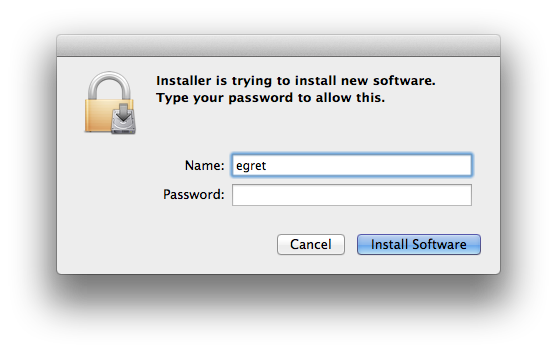 Installer is trying to install new software.
Type your password to allow this.
Name: egret
Password:
Cancel Install Software